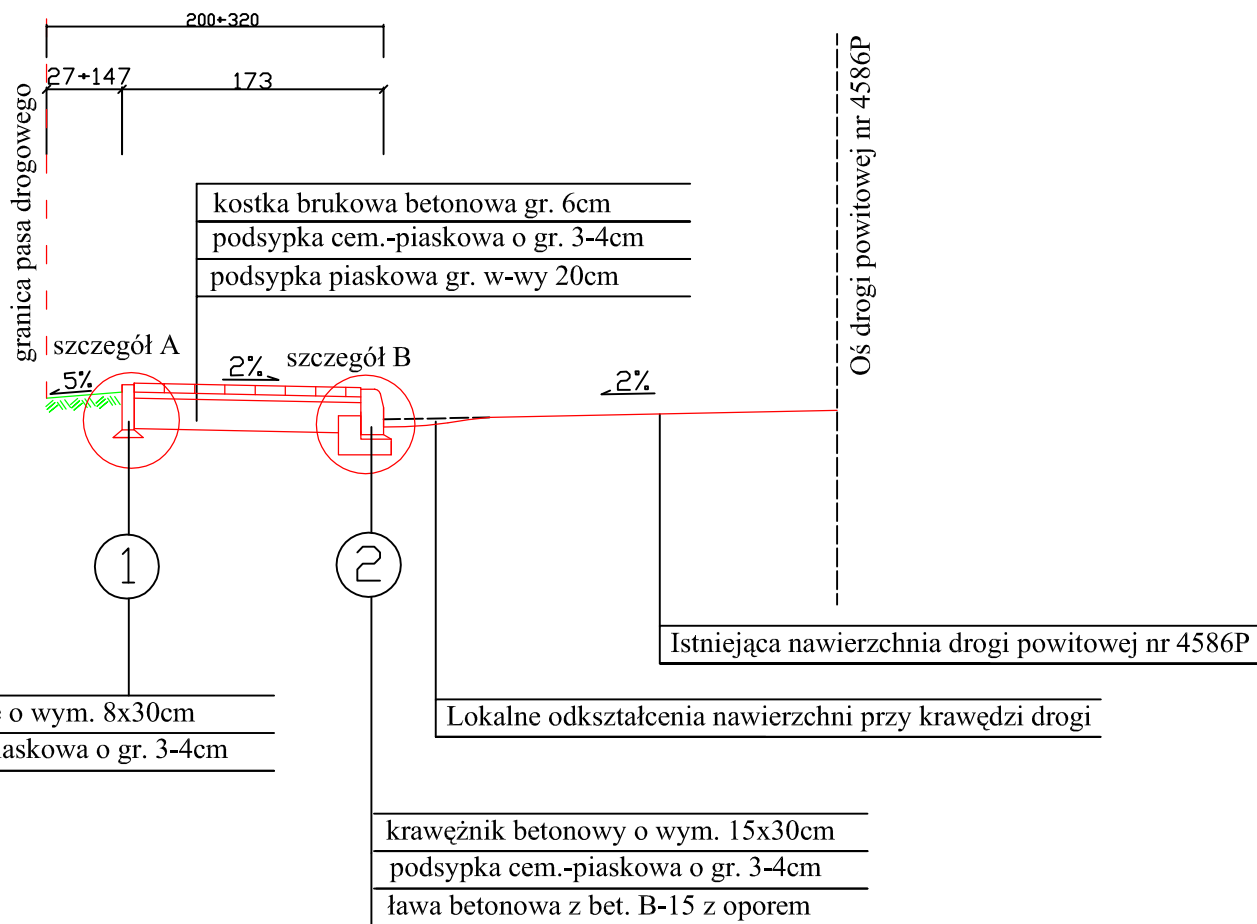 200÷320
27÷147
173
granica pasa drogowego
Oś drogi powitowej nr 4586P
kostka brukowa betonowa gr. 6cm
podsypka cem.-piaskowa o gr. 3-4cm
podsypka piaskowa gr. w-wy 20cm
szczegół A
szczegół B
5%
2%
2%
1
2
Istniejąca nawierzchnia drogi powitowej nr 4586P
o wym. 8x30cm
Lokalne odkształcenia nawierzchni przy krawędzi drogi
iaskowa o gr. 3-4cm
krawężnik betonowy o wym. 15x30cm
podsypka cem.-piaskowa o gr. 3-4cm
ława betonowa z bet. B-15 z oporem